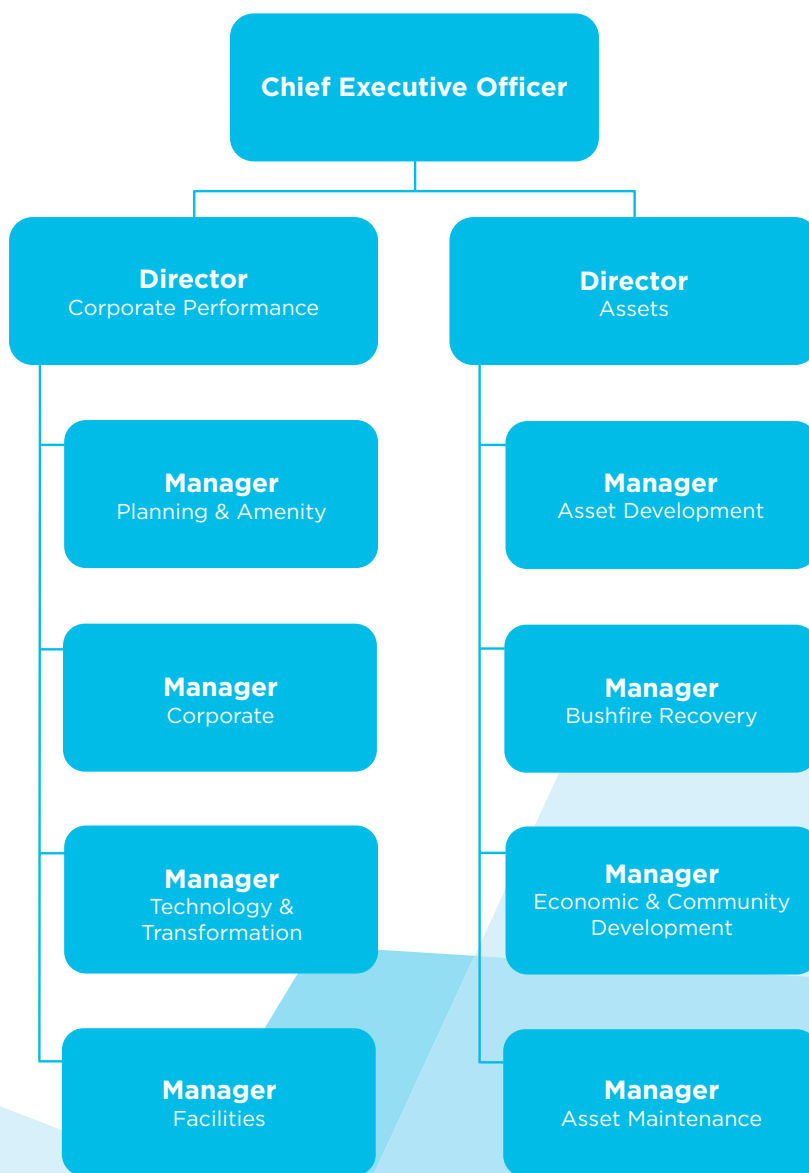 Chief Executive Officer
Director
Corporate Performance
Manager
Planning & Amenity
Manager
Corporate
Manager
Technology &
Transformation
Manager
Facilities
Director
Assets
Manager
Asset Development
Manager
Bushfire Recovery
Manager
Economic & Community
Development
Manager
Asset Maintenance